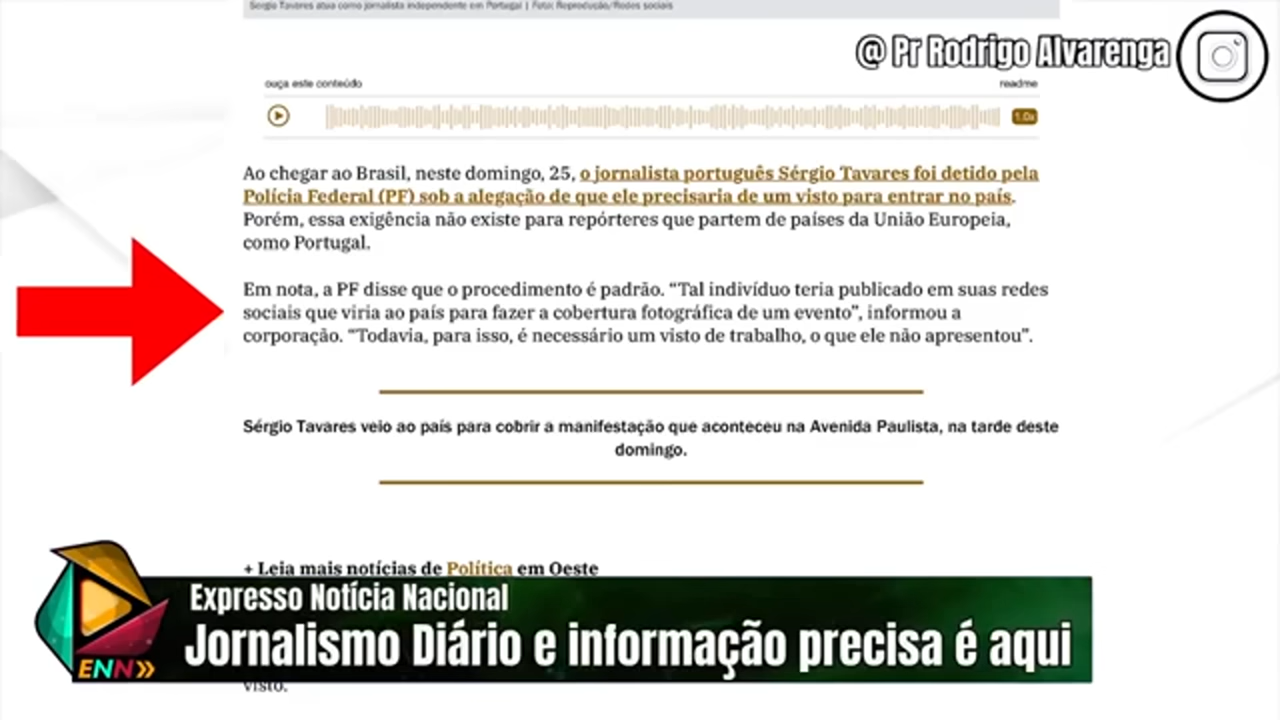 Sérgio Tavares atua como jornalista independente em Portugal | Foto: Reprodução/Redes sociais
@ Pr Rodrigo Alvarenga
ouça este conteúdo
readme
1.0x
Ao chegar ao Brasil, neste domingo, 25, o jornalista português Sérgio Tavares foi detido pela
Polícia Federal (PF) sob a alegação de que ele precisaria de um visto para entrar no país.
Porém, essa exigência não existe para repórteres que partem de países da União Europeia,
como Portugal.
Em nota, a PF disse que o procedimento é padrão. “Tal indivíduo teria publicado em suas redes
sociais que viria ao país para fazer a cobertura fotográfica de um evento”, informou a
corporação. “Todavia, para isso, é necessário um visto de trabalho, o que ele não apresentou”.
Sérgio Tavares veio ao país para cobrir a manifestação que aconteceu na Avenida Paulista, na tarde deste
domingo.
+ Leia mais notícias de Política em Oeste
Expresso Notícia Nacional
Jornalismo Diário e informação precisa é aqui
ENN»
visto.